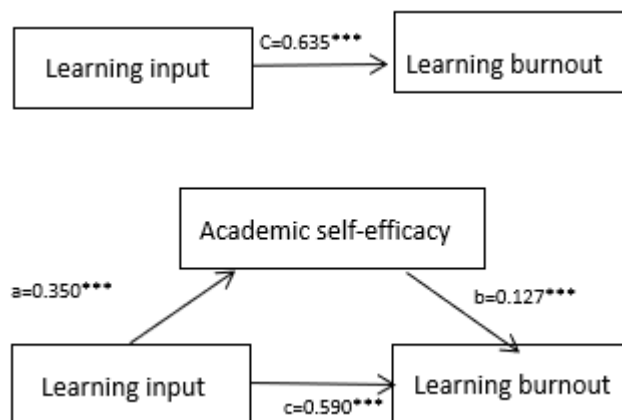 C=0.635***
Learning input
Learning burnout
Academic self-efficacy
a=0.350***
b=0.127***
Learning input
Learning burnout
c=0.590***